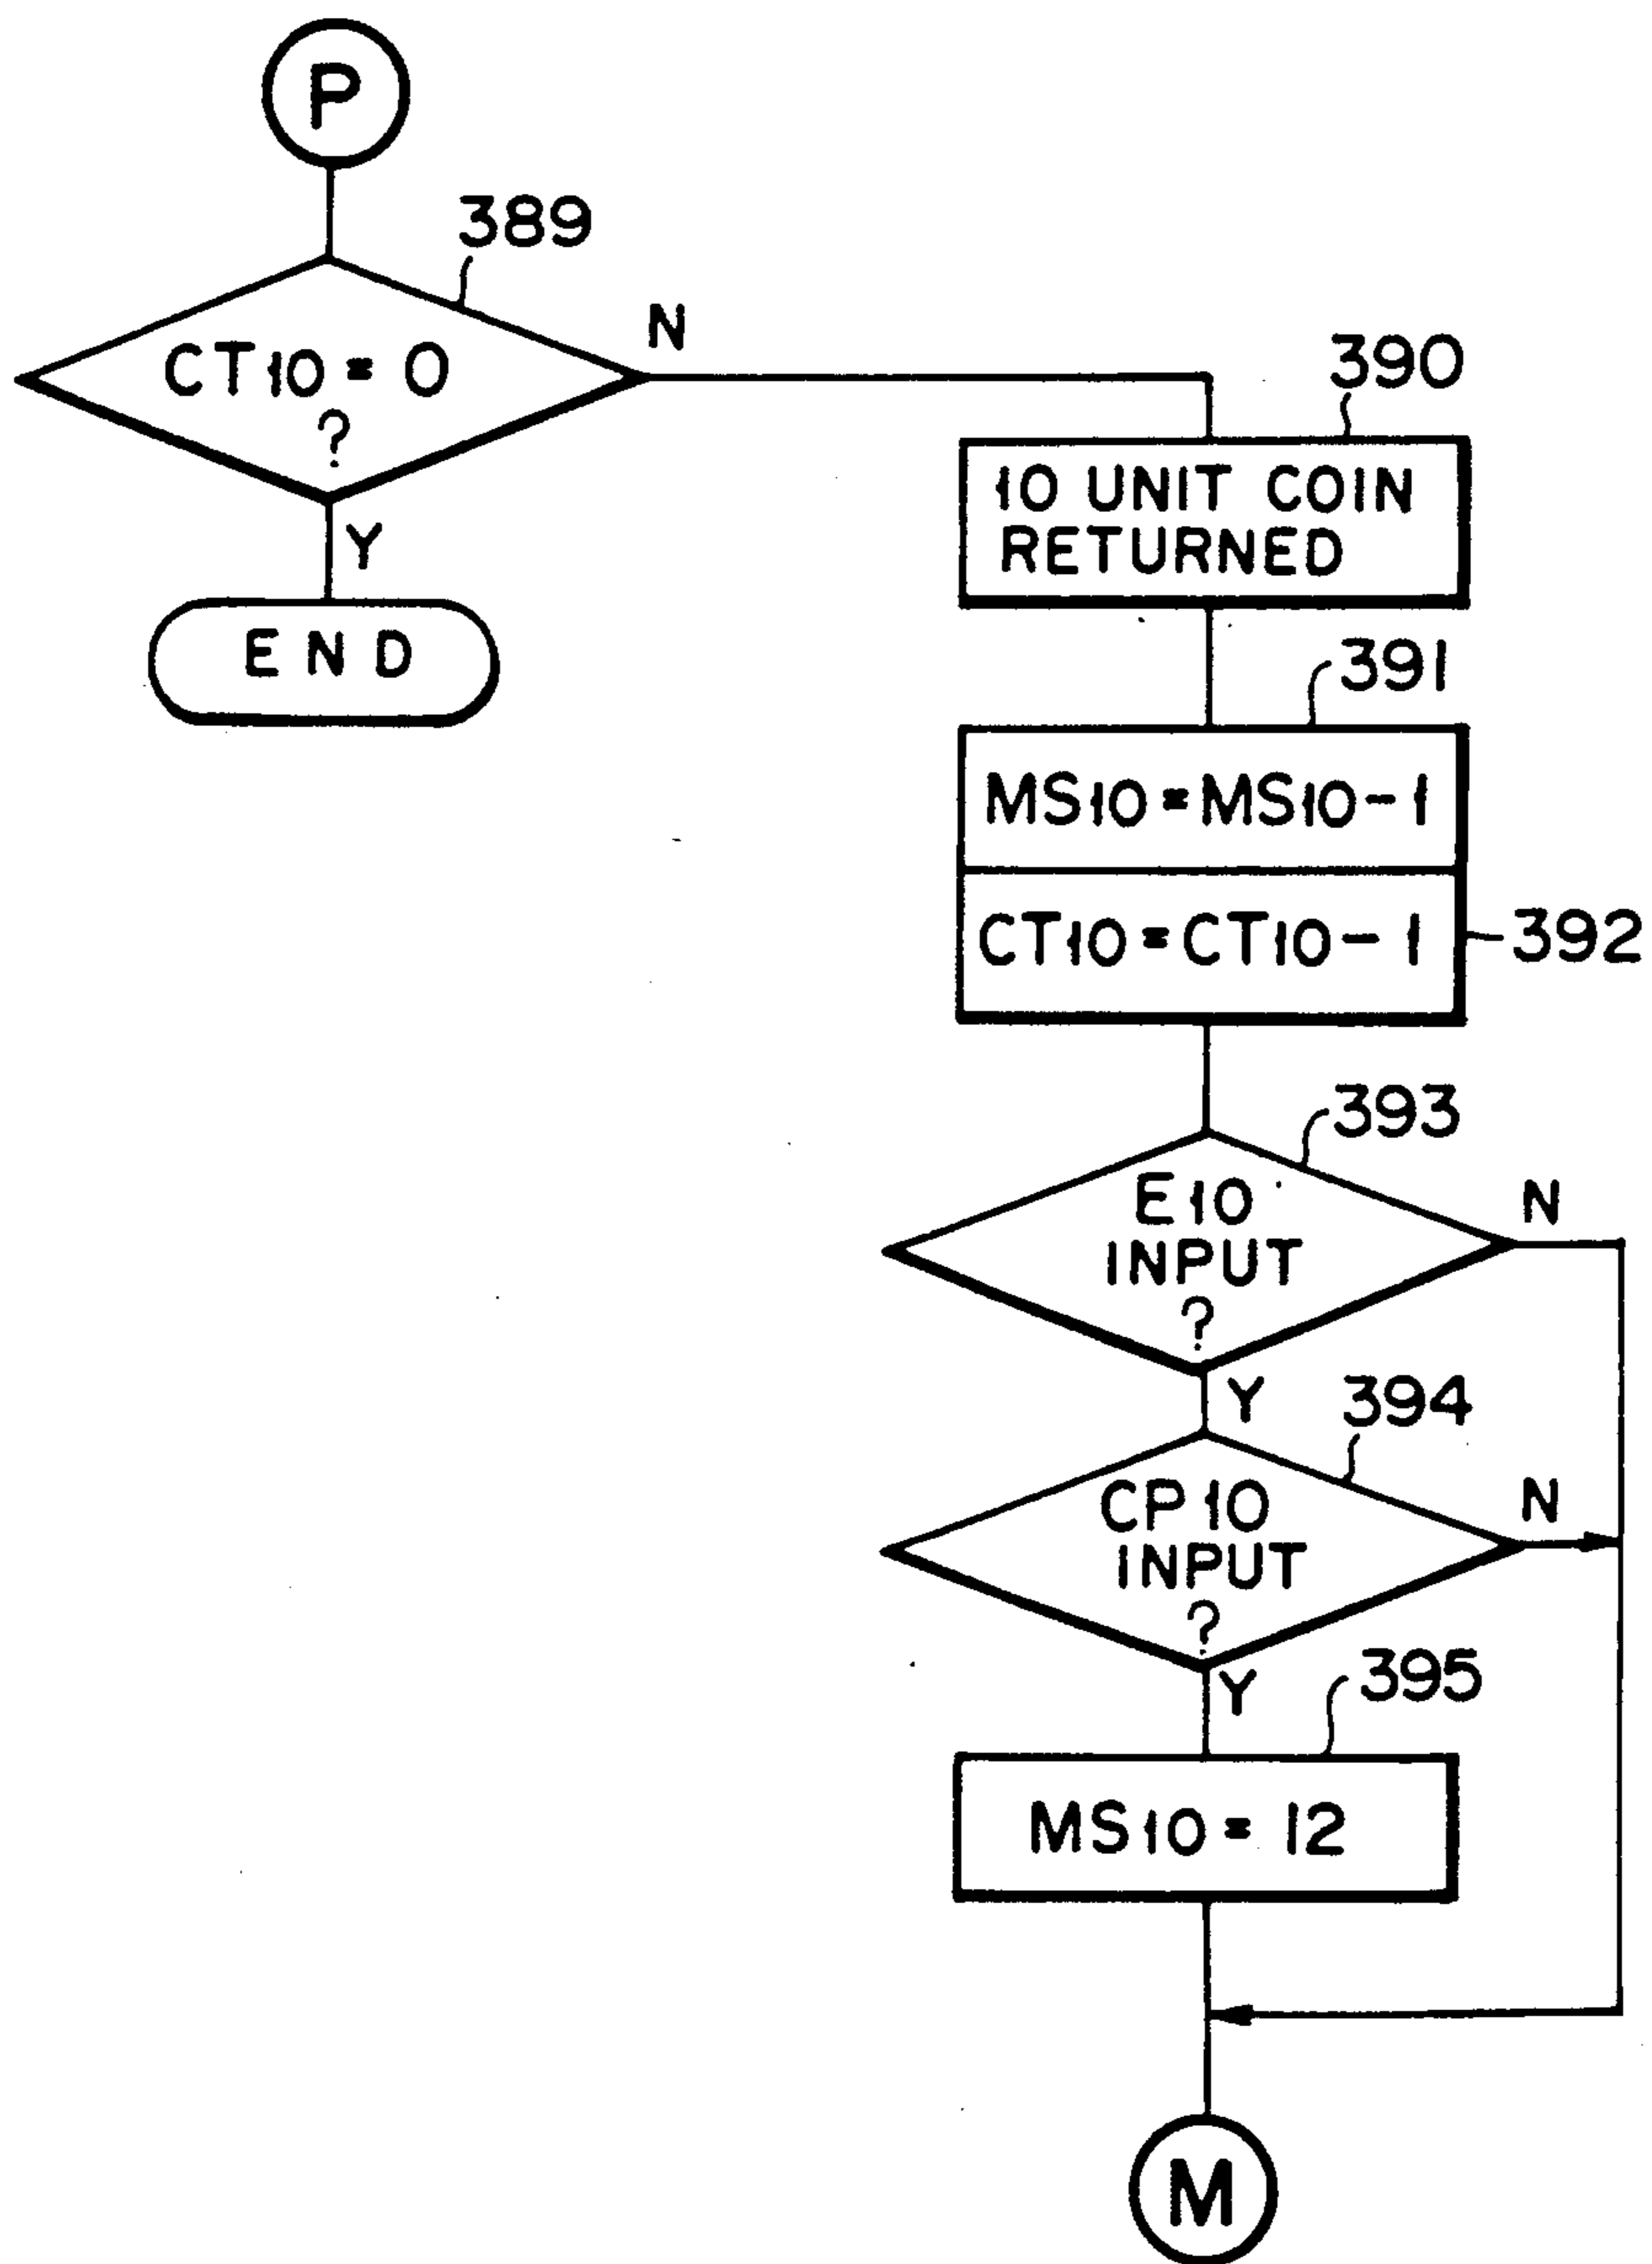 P
389
CT10=0
?
N
Y
END
390
10 UNIT COIN
RETURNED
391
MS10=MS10-1
CT10=CT10-1
392
393
E10
INPUT
?
N
Y
394
CP10
INPUT
?
N
Y
395
MS10=12
M